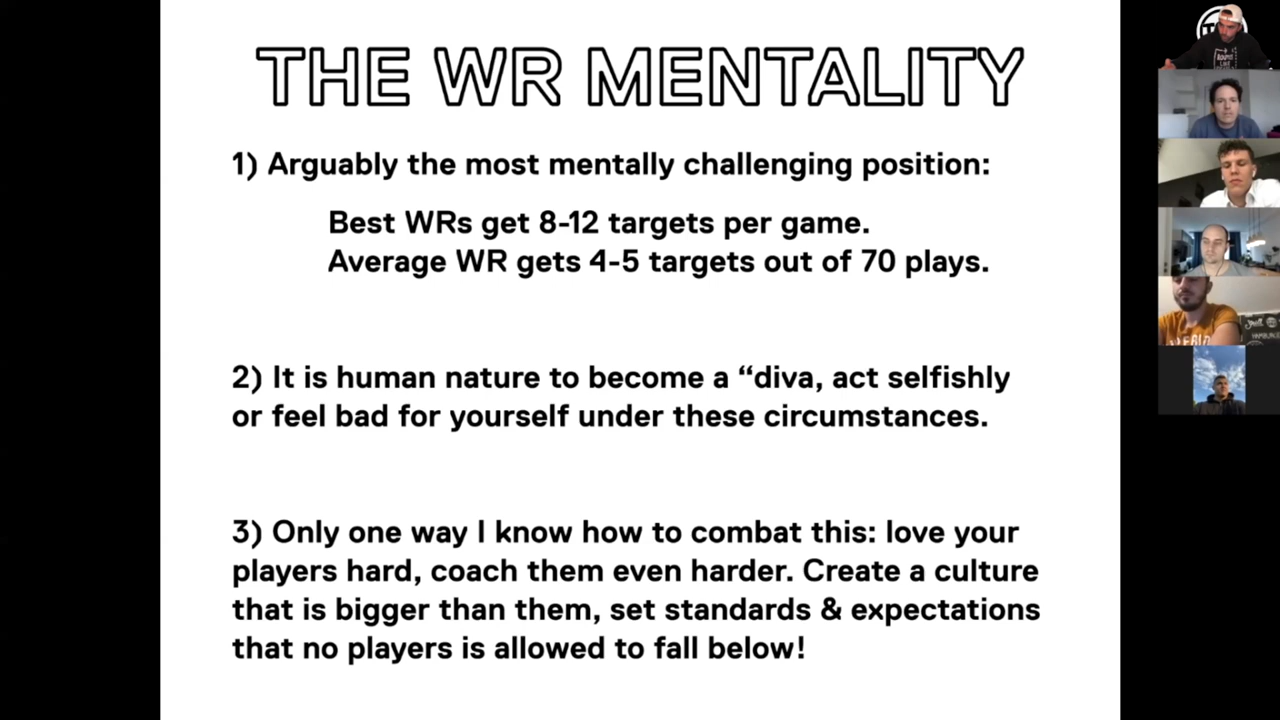 THE WR MENTALITY
1) Arguably the most mentally challenging position:
Best WRs get 8-12 targets per game.
Average WR gets 4-5 targets out of 70 plays.
2) It is human nature to become a “diva, act selfishly
or feel bad for yourself under these circumstances.
3) Only one way I know how to combat this: love your
players hard, coach them even harder. Create a culture
that is bigger than them, set standards & expectations
that no players is allowed to fall below!